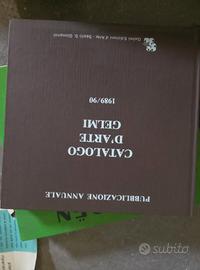 PUBBLICAZIONE ANNUALE
CATALOGO
D'ARTE
GELMI
1989/90
subito